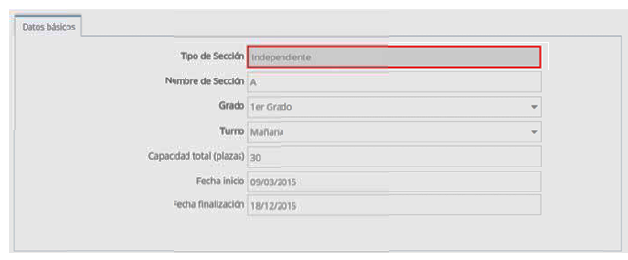 Datos básicos
Tipo de Sección Independiente
Nombre de Sección A
Grado 1er Grado
Turno Mañana
Capacidad total (plazas) 30
Fecha inicio 09/03/2015
Fecha finalización 18/12/2015